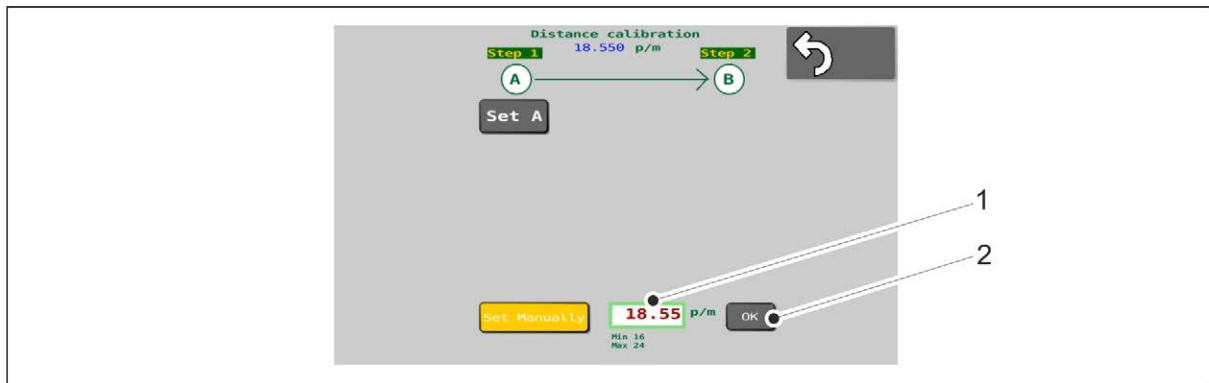 Distance calibration
18.550 p/m
Step 1
Step 2
A
B
Set A
1
2
Set Manually
18.55 p/m
OK
Min 16
Max 24